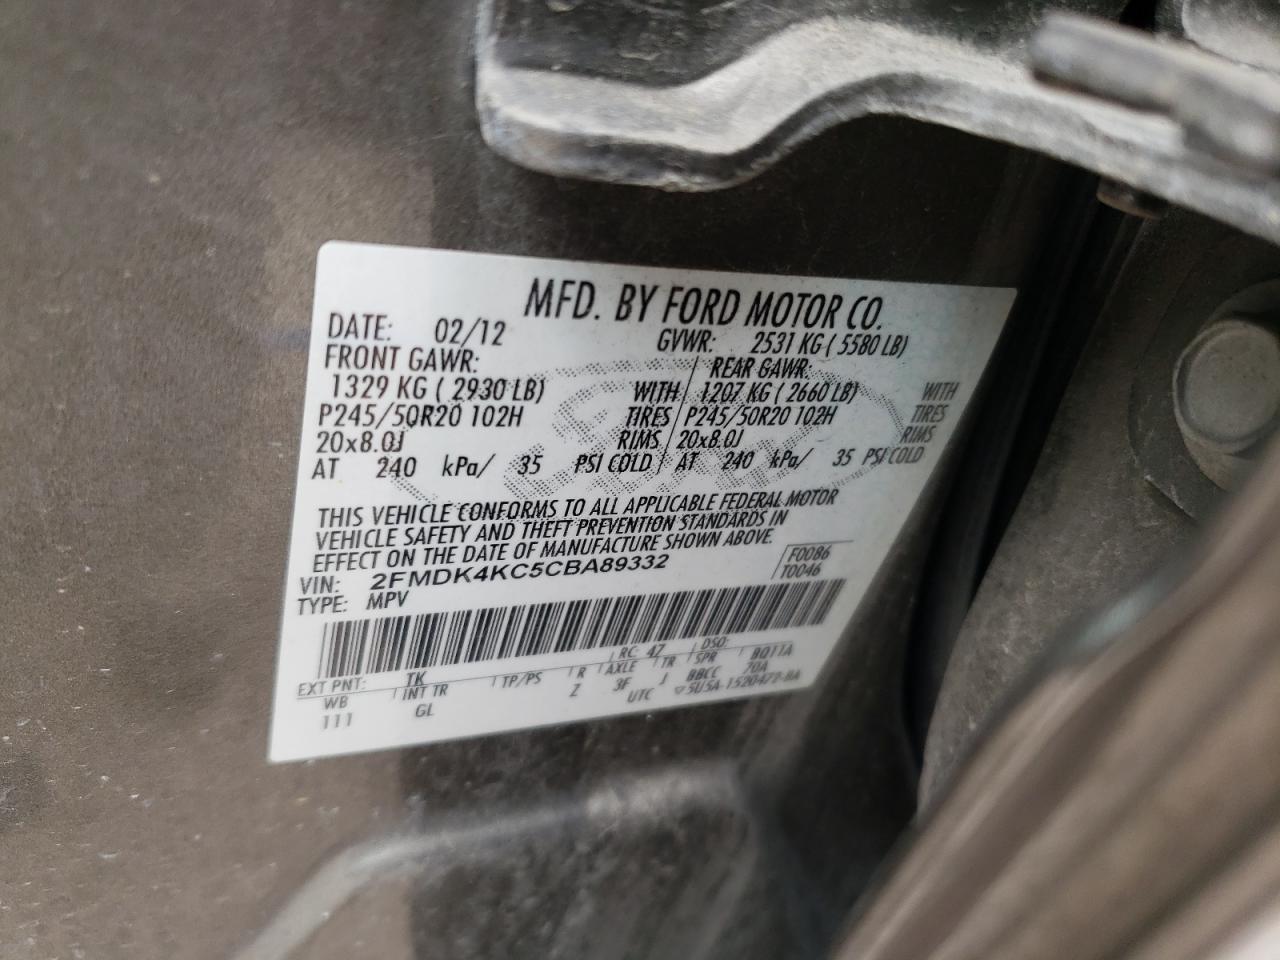 MFD. BY FORD MOTOR CO.
DATE: 02/12 GVWR: 2531 KG ( 5580 LB)
FRONT GAWR: REAR GAWR:
1329 KG ( 2930 LB) WITH 1207 KG ( 2660 LB) WITH
P245/50R20 102H TIRES P245/50R20 102H TIRES
20x8.0J RIMS 20x8.0J RIMS
AT 240 kPa/ 35 PSI COLD AT 240 kPa/ 35 PSI COLD
THIS VEHICLE CONFORMS TO ALL APPLICABLE FEDERAL MOTOR
VEHICLE SAFETY AND THEFT PREVENTION STANDARDS IN
EFFECT ON THE DATE OF MANUFACTURE SHOWN ABOVE.
VIN: 2FMDK4KC5CBA89332 F0086
TYPE: MPV T0046
EXT PNT: TK RC: 47 DSO:
WB INT TR TP/PS R AXLE TR SPR B011A
111 GL Z 3F J BBCC 70A
UTC 5U5A-1520472-BA